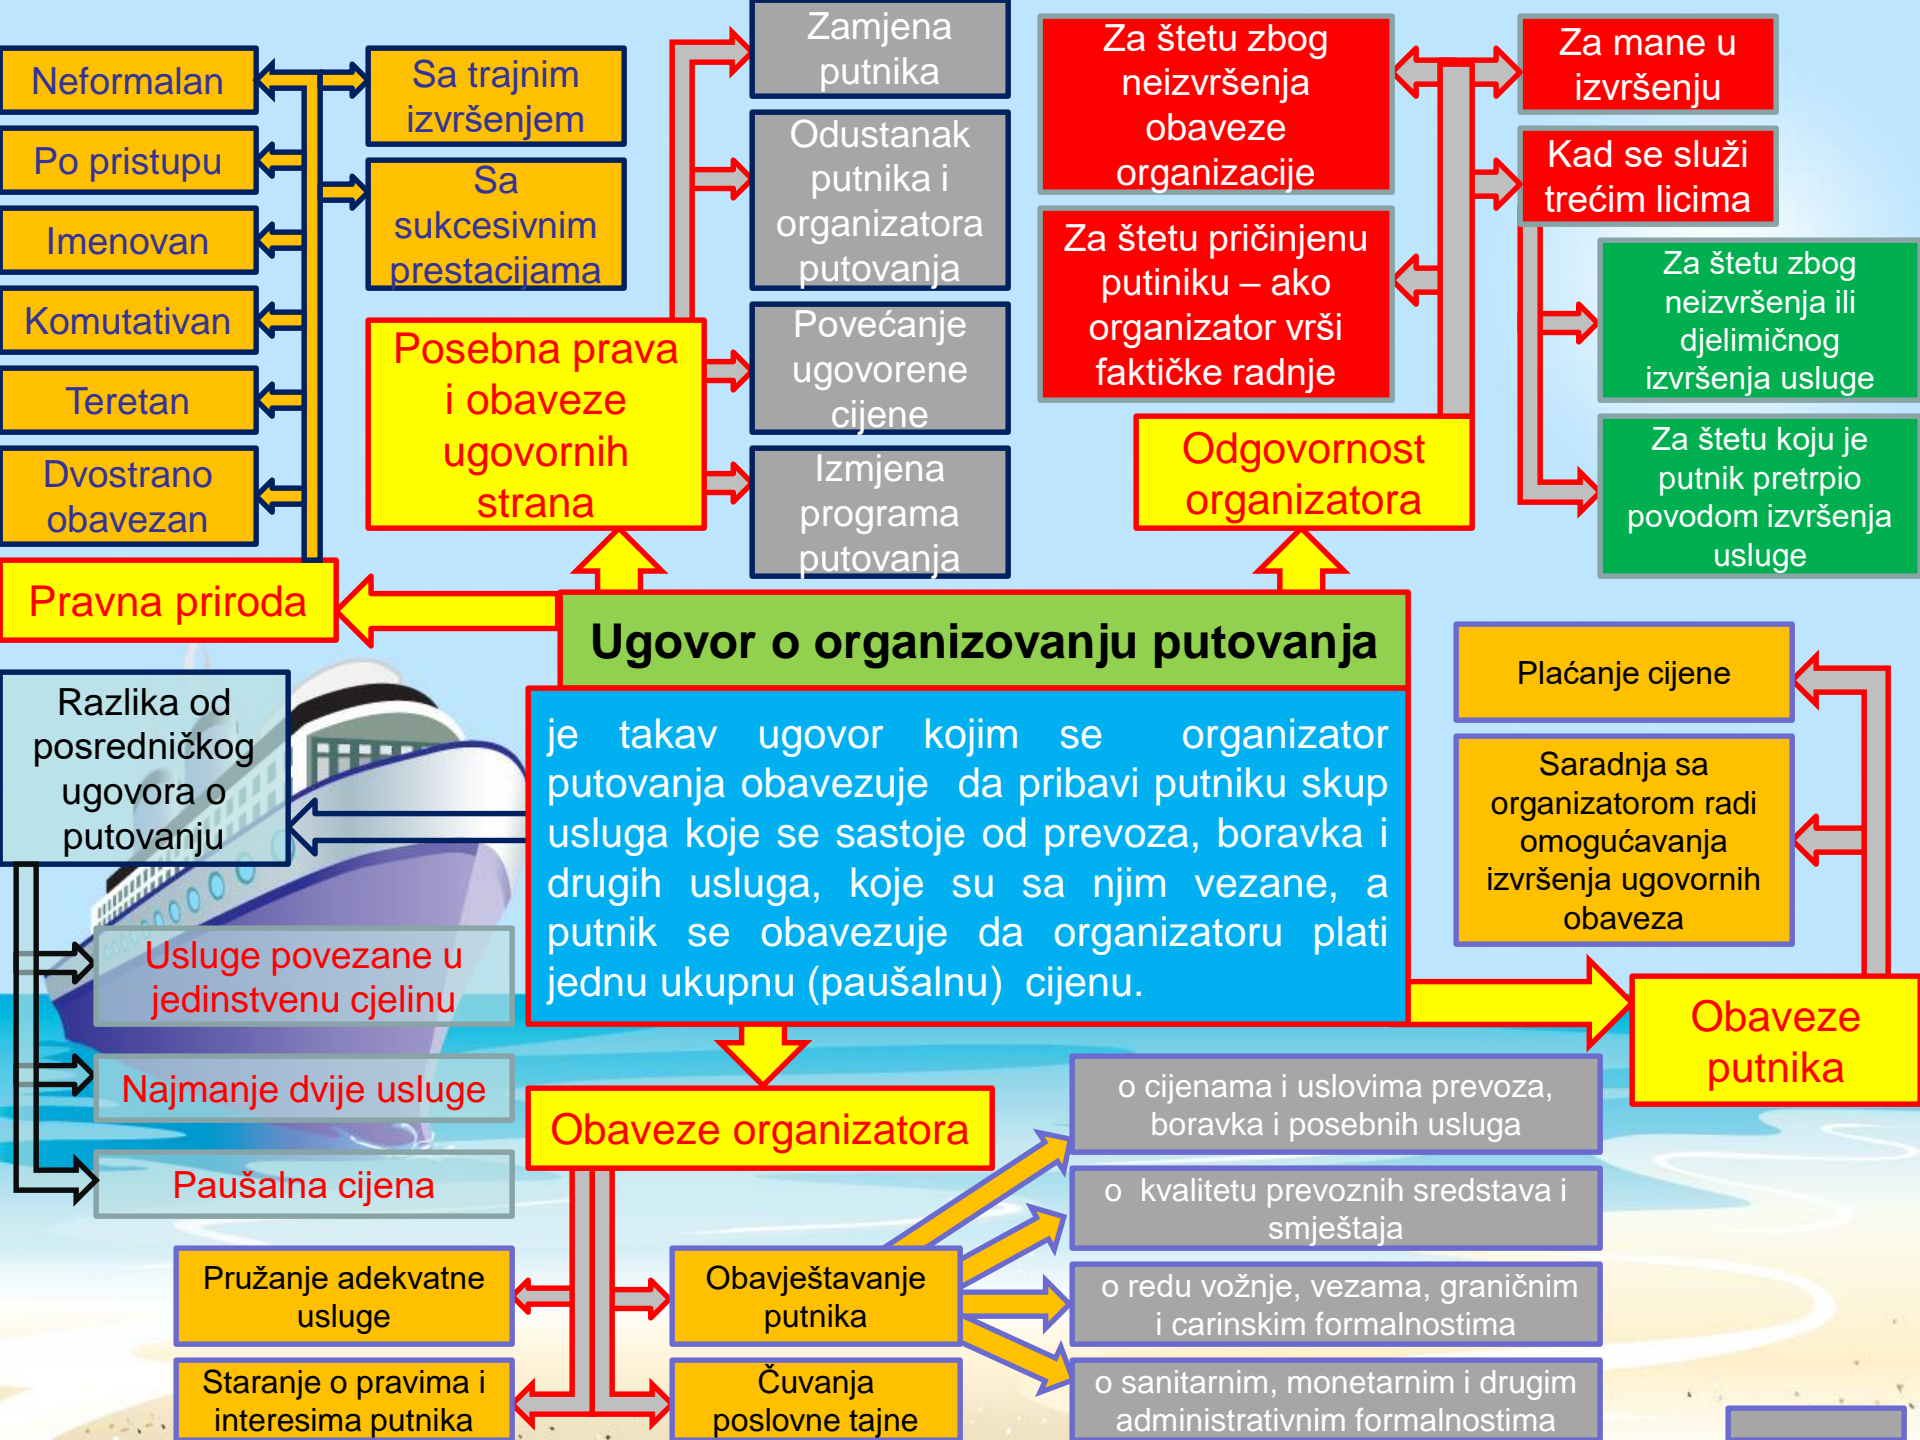 Neformalan
Po pristupu
Imenovan
Komutativan
Teretan
Dvostrano
obavezan
Pravna priroda
Sa trajnim
izvršenjem
Sa
sukcesivnim
prestacijama
Posebna prava
i obaveze
ugovornih
strana
Zamjena
putnika
Odustanak
putnika i
organizatora
putovanja
Povećanje
ugovorene
cijene
Izmjena
programa
putovanja
Za štetu zbog
neizvršenja
obaveze
organizacije
Za štetu pričinjenu
putiniku – ako
organizator vrši
faktičke radnje
Odgovornost
organizatora
Za mane u
izvršenju
Kad se služi
trećim licima
Za štetu zbog
neizvršenja ili
djelimičnog
izvršenja usluge
Za štetu koju je
putnik pretrpio
povodom izvršenja
usluge
Ugovor o organizovanju putovanja
je takav ugovor kojim se organizator
putovanja obavezuje da pribavi putniku skup
usluga koje se sastoje od prevoza, boravka i
drugih usluga, koje su sa njim vezane, a
putnik se obavezuje da organizatoru plati
jednu ukupnu (paušalnu) cijenu.
Razlika od
posredničkog
ugovora o
putovanju
Usluge povezane u
jedinstvenu cjelinu
Najmanje dvije usluge
Paušalna cijena
Plaćanje cijene
Saradnja sa
organizatorom radi
omogućavanja
izvršenja ugovornih
obaveza
Obaveze
putnika
Obaveze organizatora
Pružanje adekvatne
usluge
Staranje o pravima i
interesima putnika
Obavještavanje
putnika
Čuvanja
poslovne tajne
o cijenama i uslovima prevoza,
boravka i posebnih usluga
o kvalitetu prevoznih sredstava i
smještaja
o redu vožnje, vezama, graničnim
i carinskim formalnostima
o sanitarnim, monetarnim i drugim
administrativnim formalnostima